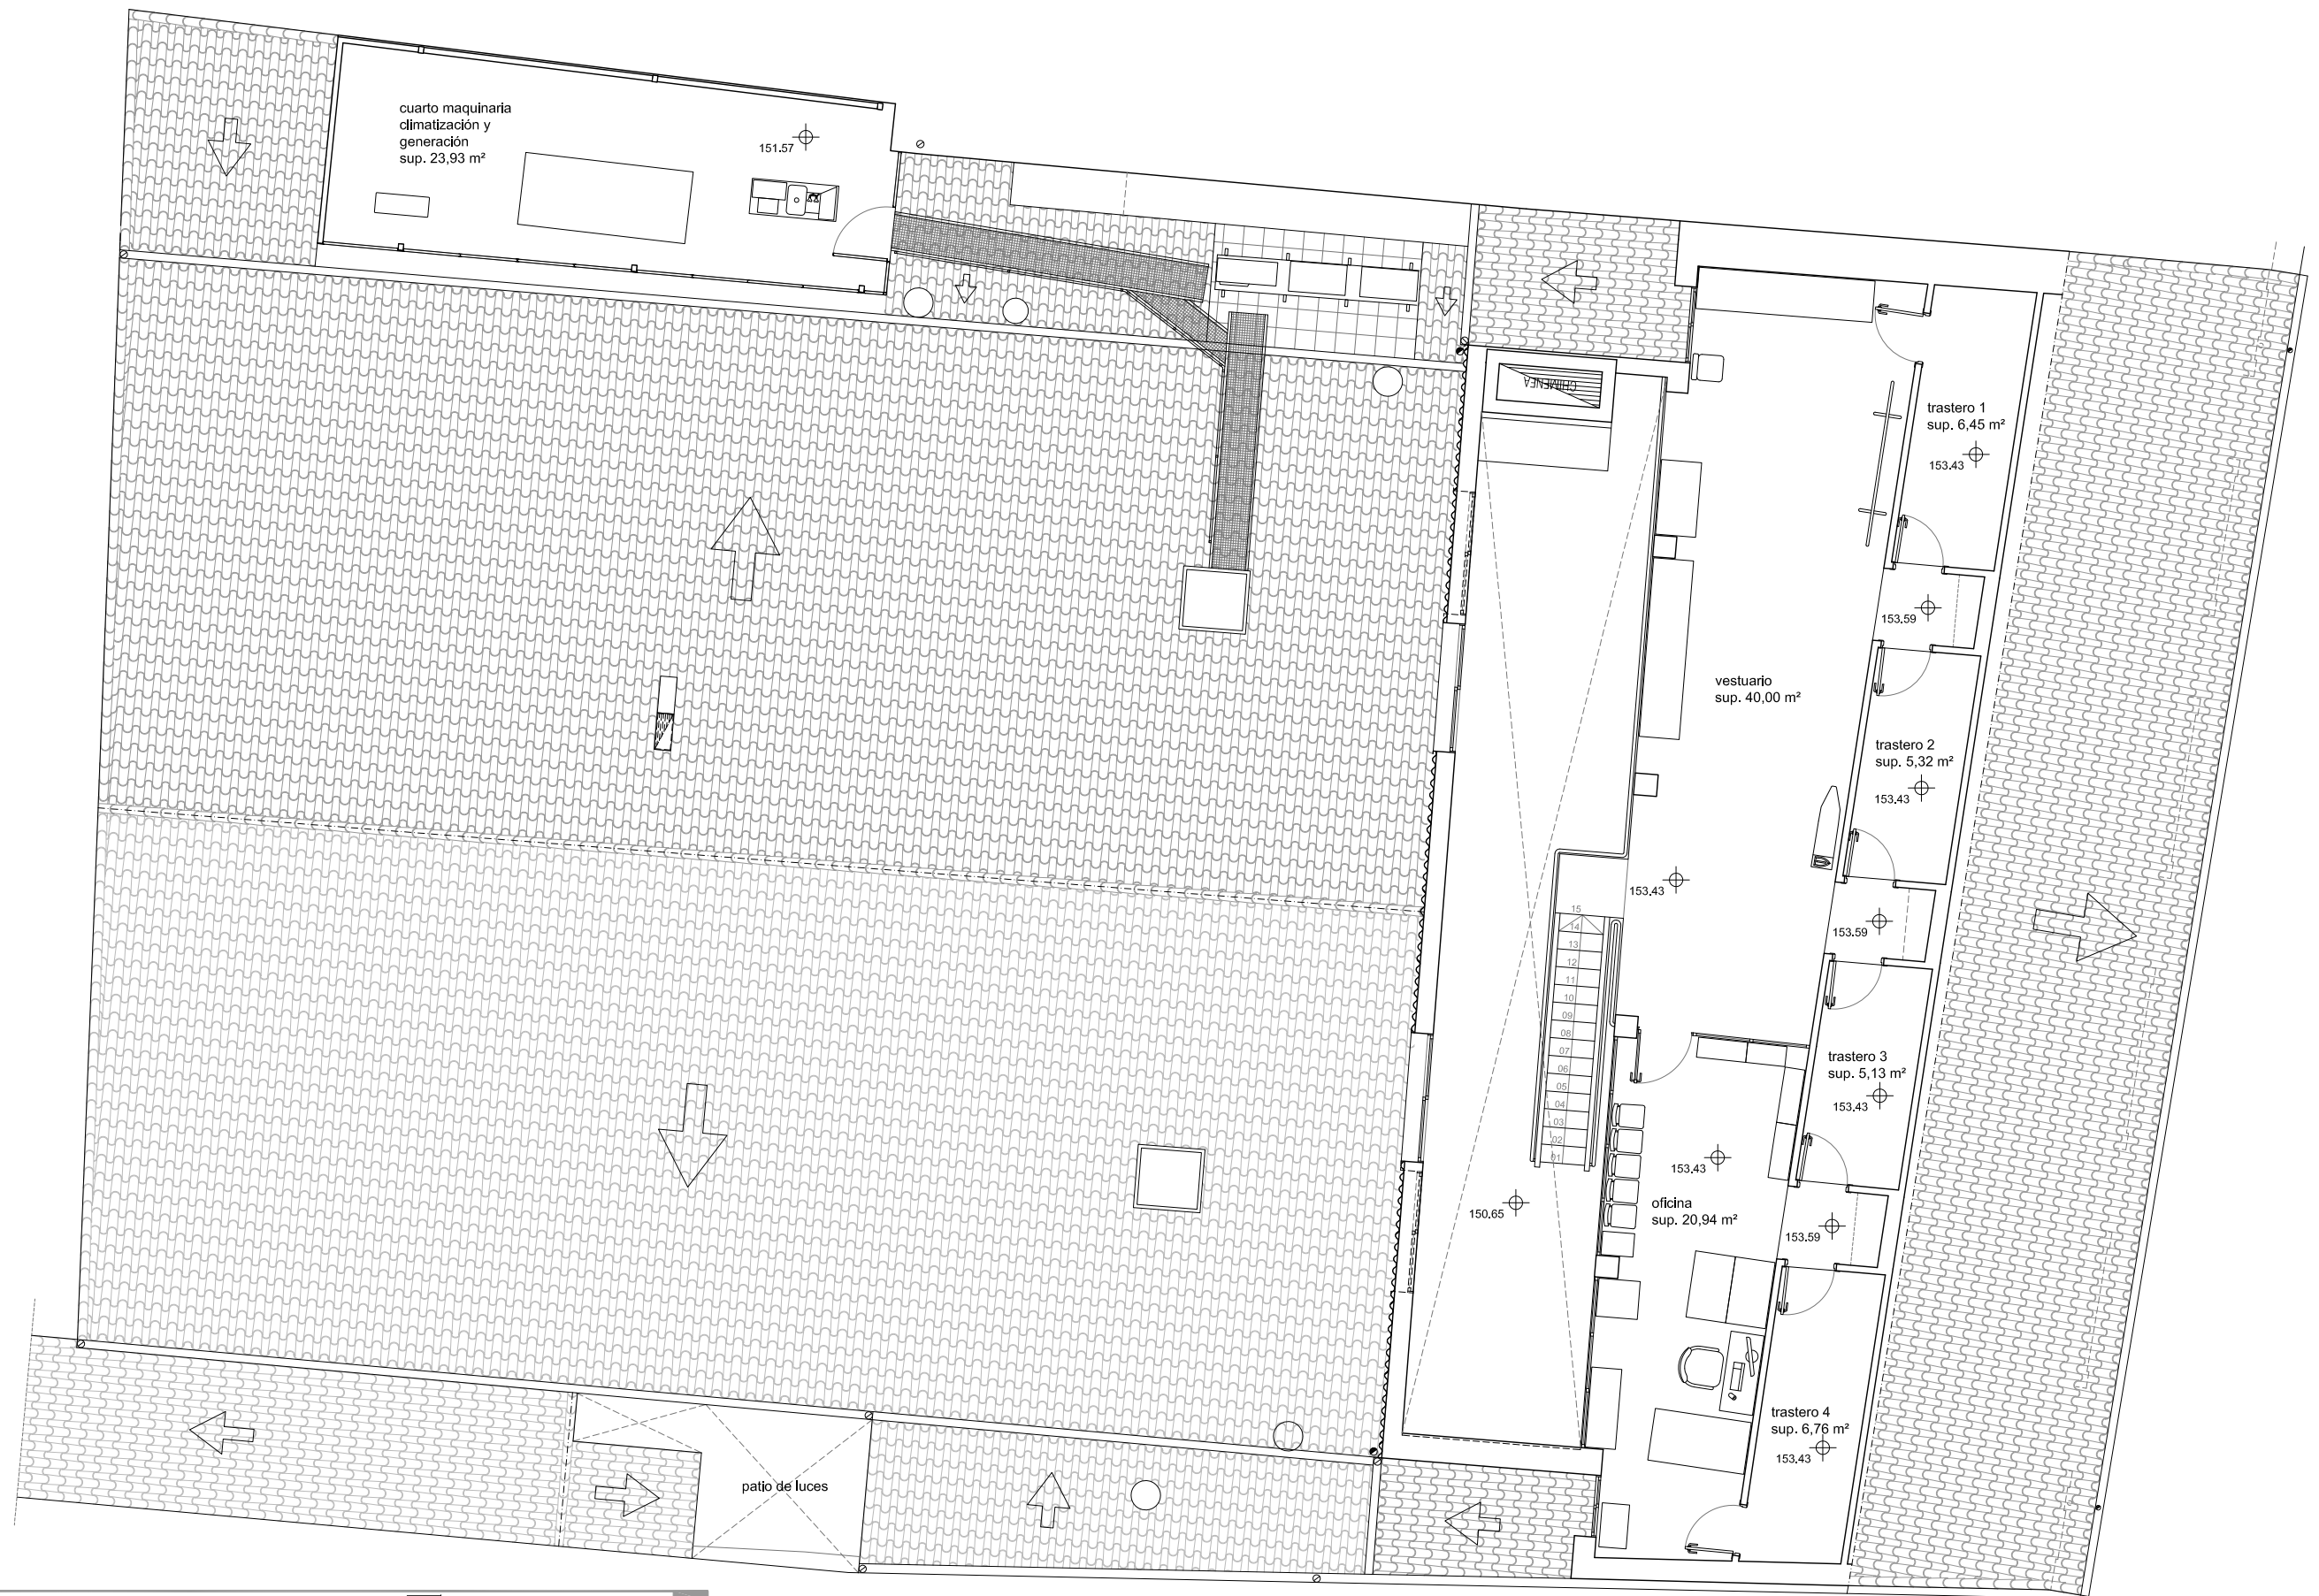 cuarto maquinaria
climatización y
generación
sup. 23,93 m²
151.57
CHIMENEA
trastero 1
sup. 6,45 m²
153.43
153.59
vestuario
sup. 40,00 m²
trastero 2
sup. 5,32 m²
153.43
153.43
153.59
15
14
13
12
11
10
09
08
07
06
05
04
03
02
01
trastero 3
sup. 5,13 m²
153.43
153.43
150.65
oficina
sup. 20,94 m²
153.59
trastero 4
sup. 6,76 m²
153.43
patio de luces